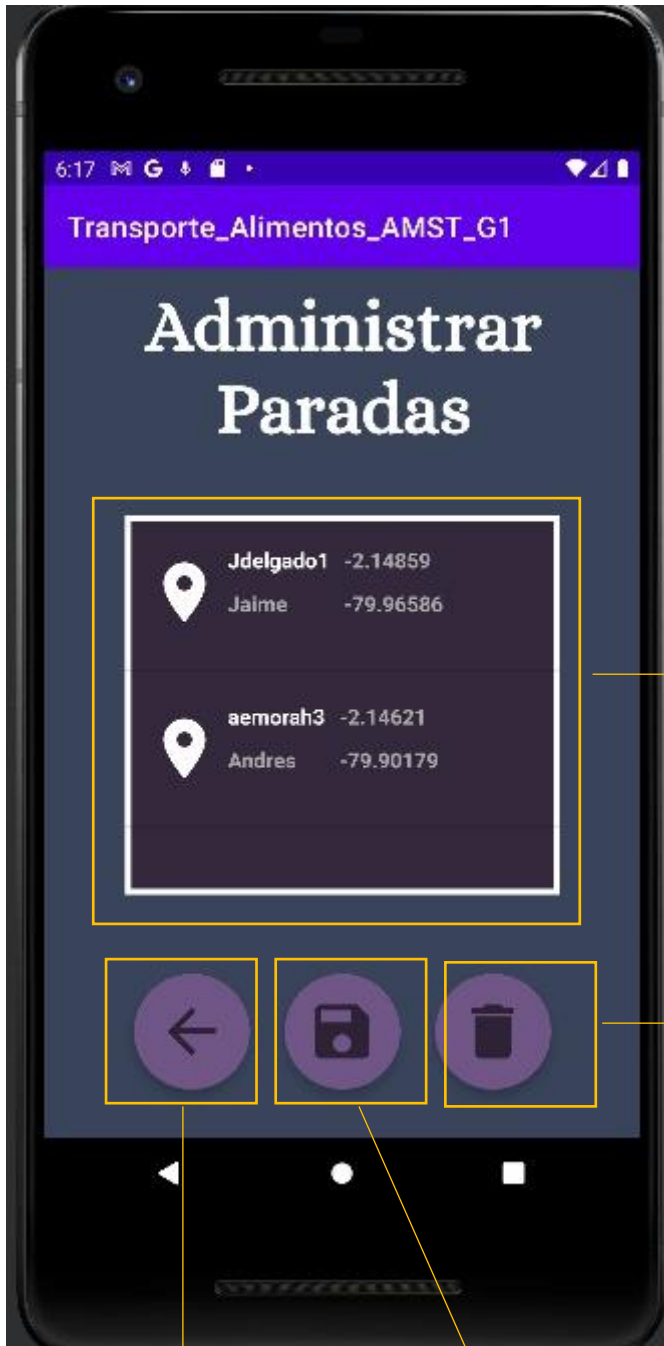 6:17
Transporte_Alimentos_AMST_G1
Administrar
Paradas
Jdelgado1 -2.14859
Jaime -79.96586
aemorah3 -2.14621
Andres -79.90179